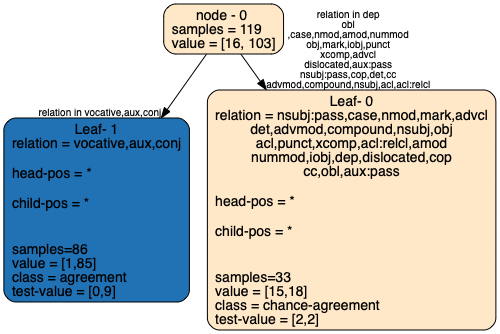 node - 0
samples = 119
value = [16, 103]
relation in dep
obl
,case,nmod,amod,nummod
obj,mark,iobj,punct
xcomp,advcl
dislocated,aux:pass
nsubj:pass,cop,det,cc
advmod,compound,nsubj,acl,acl:relcl
relation in vocative,aux,conj
Leaf- 1
relation = vocative,aux,conj
head-pos = *
child-pos = *
samples=86
value = [1,85]
class = agreement
test-value = [0,9]
Leaf- 0
relation = nsubj:pass,case,nmod,mark,advcl
det,advmod,compound,nsubj,obj
acl,punct,xcomp,acl:relcl,amod
nummod,iobj,dep,dislocated,cop
cc,obl,aux:pass
head-pos = *
child-pos = *
samples=33
value = [15,18]
class = chance-agreement
test-value = [2,2]